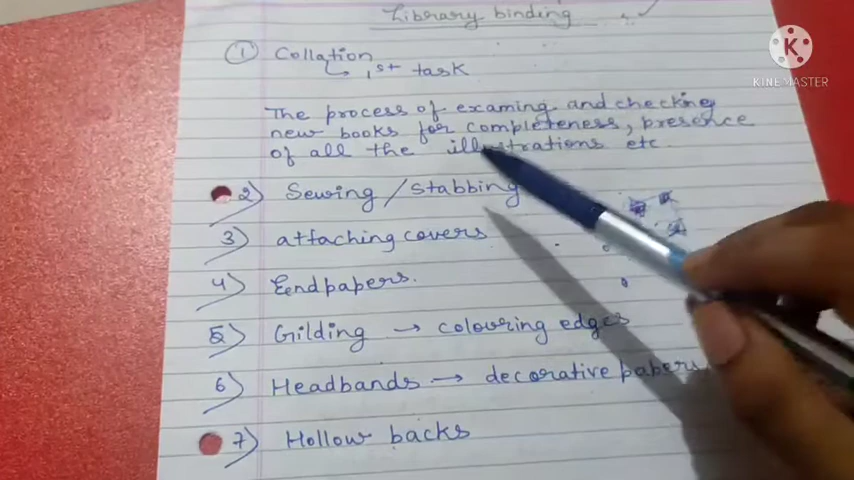 Library binding
① Collation
↳ 1st task
The process of examing and checking
new books for completeness, presence
of all the illustrations etc
2) Sewing / Stabbing
3) attaching covers
4) Endpapers.
5) Gilding → colouring edges
6) Headbands → decorative papers
7) Hollow backs
K
KINEMASTER